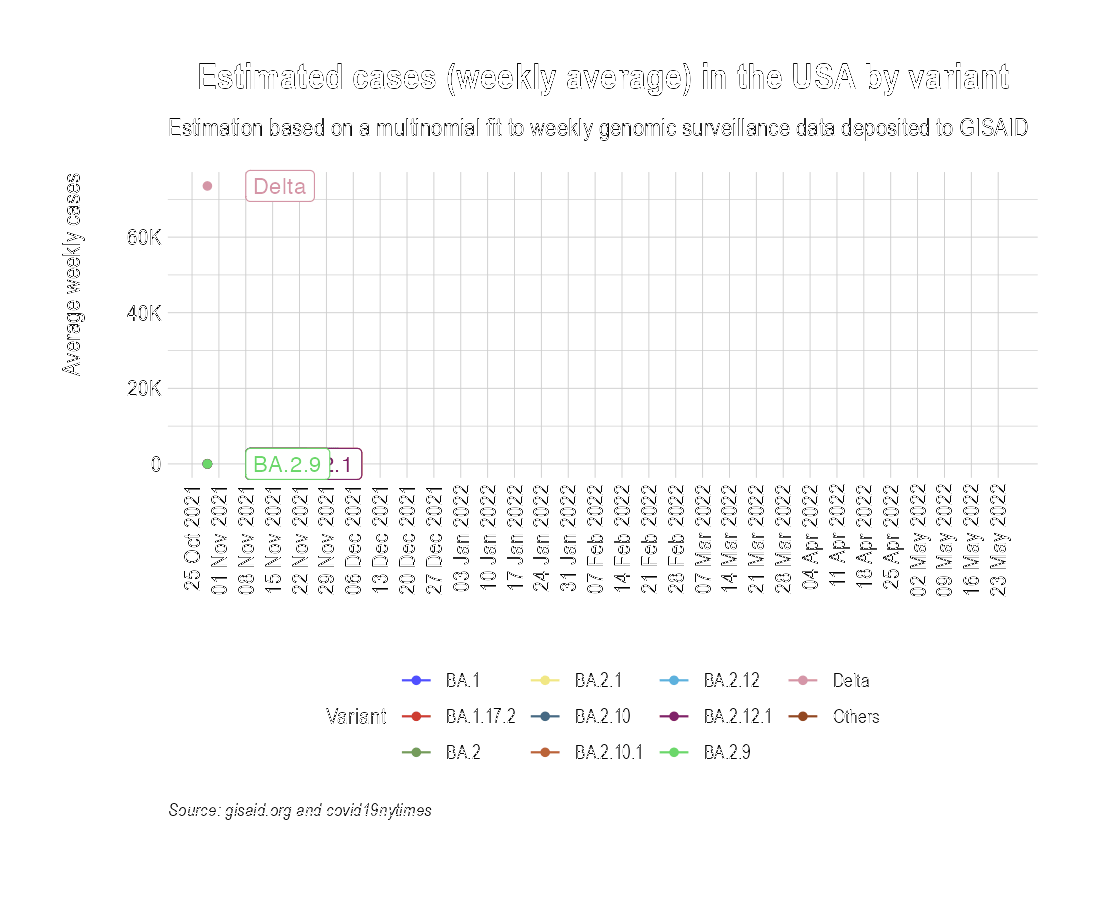 Estimated cases (weekly average) in the USA by variant
Estimation based on a multinomial fit to weekly genomic surveillance data deposited to GISAID
Average weekly cases
Delta
60K
40K
20K
0
BA.2.9
2.1
25 Oct 2021
01 Nov 2021
08 Nov 2021
15 Nov 2021
22 Nov 2021
29 Nov 2021
06 Dec 2021
13 Dec 2021
20 Dec 2021
27 Dec 2021
03 Jan 2022
10 Jan 2022
17 Jan 2022
24 Jan 2022
31 Jan 2022
07 Feb 2022
14 Feb 2022
21 Feb 2022
28 Feb 2022
07 Mar 2022
14 Mar 2022
21 Mar 2022
28 Mar 2022
04 Apr 2022
11 Apr 2022
18 Apr 2022
25 Apr 2022
02 May 2022
09 May 2022
16 May 2022
23 May 2022
Variant
BA.1
BA.1.17.2
BA.2
BA.2.1
BA.2.10
BA.2.10.1
BA.2.12
BA.2.12.1
BA.2.9
Delta
Others
Source: gisaid.org and covid19nytimes